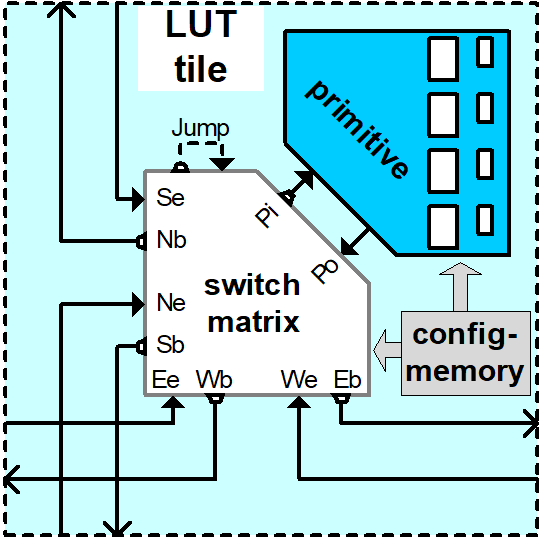 LUT
tile
primitive
Jump
Se
Pi
Nb
Po
switch
matrix
Ne
Sb
config-
memory
Ee Wb We Eb